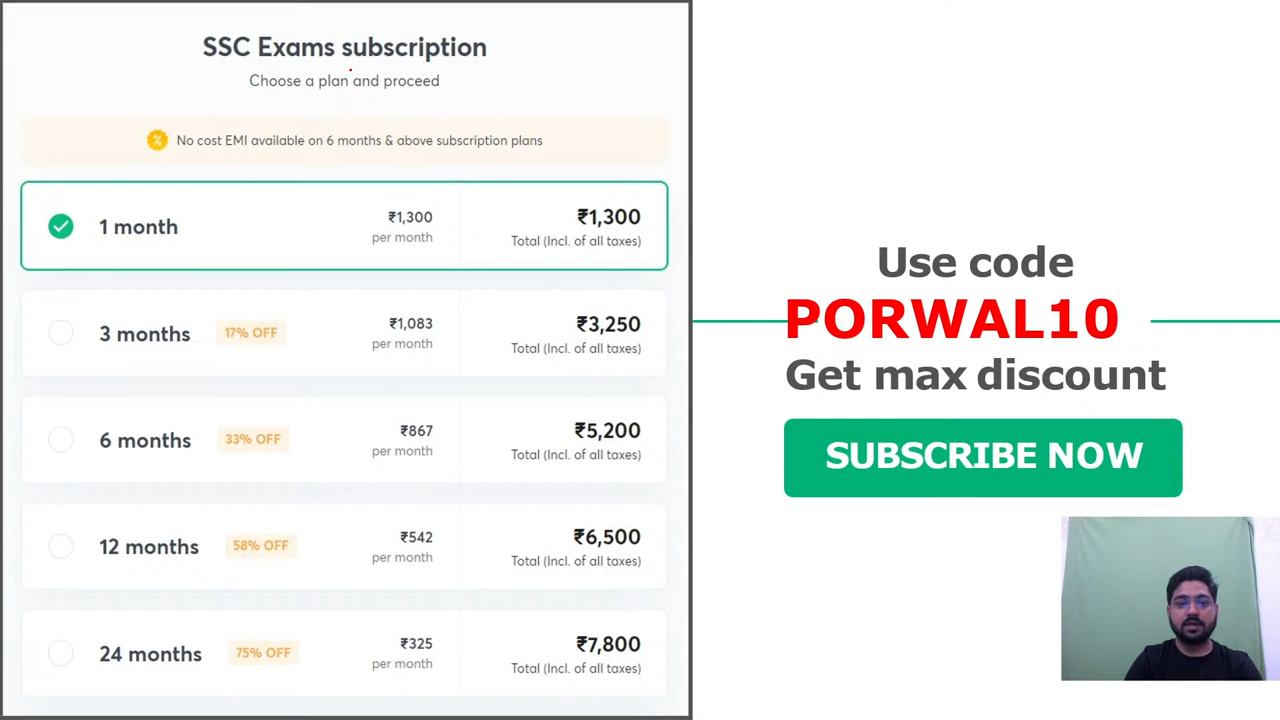 SSC Exams subscription
Choose a plan and proceed
% No cost EMI available on 6 months & above subscription plans
1 month ₹1,300 ₹1,300
per month Total (Incl. of all taxes)
3 months 17% OFF ₹1,083 ₹3,250
per month Total (Incl. of all taxes)
6 months 33% OFF ₹867 ₹5,200
per month Total (Incl. of all taxes)
12 months 58% OFF ₹542 ₹6,500
per month Total (Incl. of all taxes)
24 months 75% OFF ₹325 ₹7,800
per month Total (Incl. of all taxes)
Use code
PORWAL10
Get max discount
SUBSCRIBE NOW